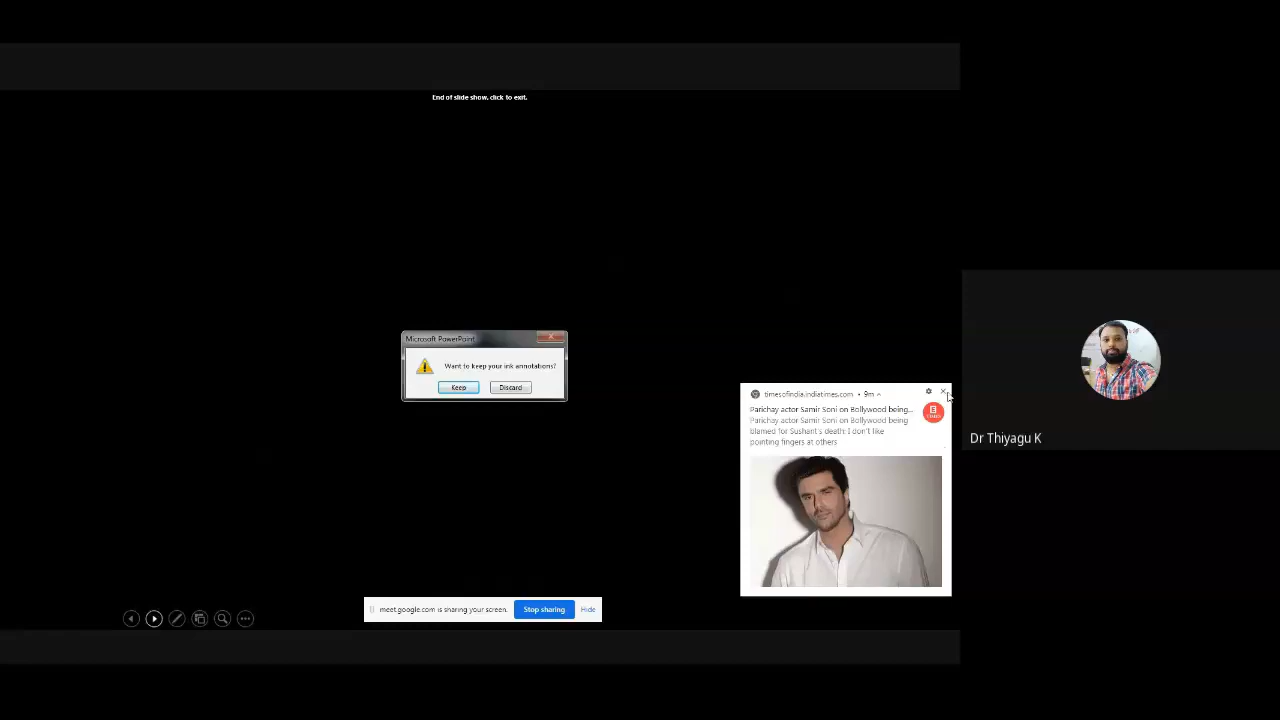 End of slide show, click to exit.
Microsoft PowerPoint
Want to keep your ink annotations?
Keep
Discard
timesofindia.indiatimes.com • 9m
Parichay actor Samir Soni on Bollywood being...
Parichay actor Samir Soni on Bollywood being
blamed for Sushant's death: I don't like
pointing fingers at others
Dr Thiyagu K
meet.google.com is sharing your screen.
Stop sharing
Hide